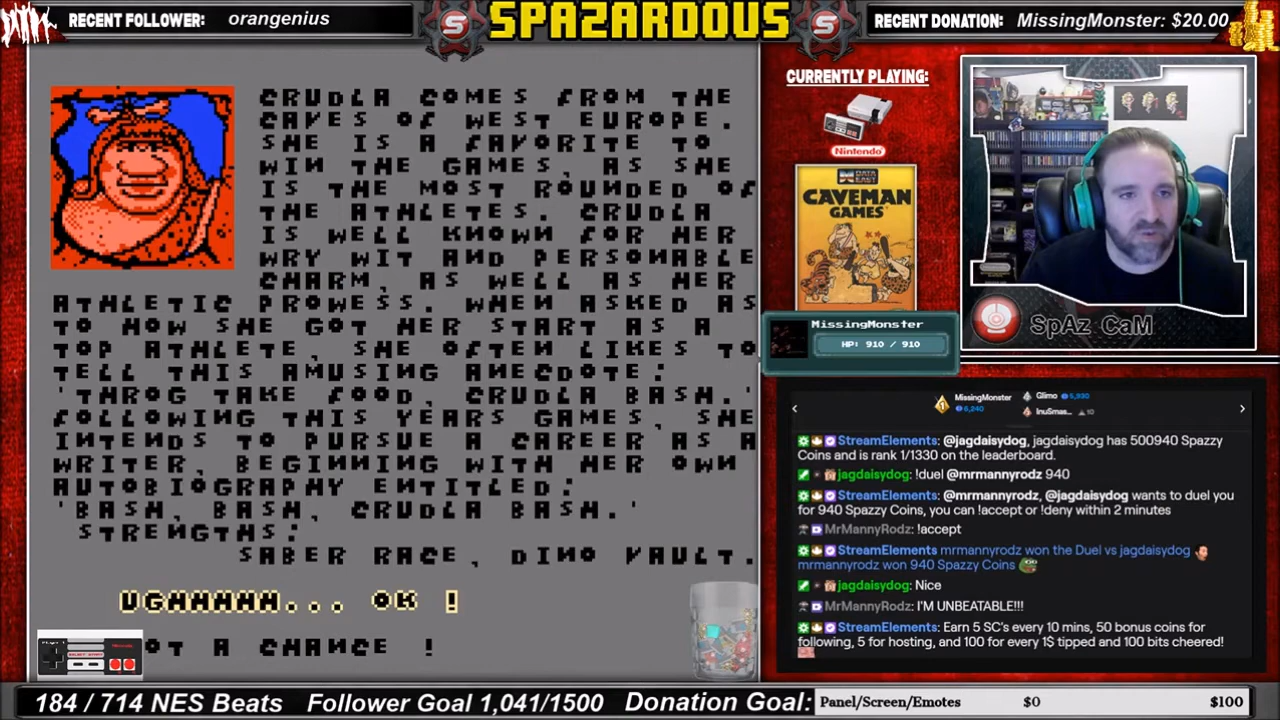 RECENT FOLLOWER: orangenius
SPAZARDOUS
RECENT DONATION: MissingMonster: $20.00
CRUDLA COMES FROM THE
CAVES OF WEST EUROPE.
SHE IS A FAVORITE TO
WIN THE GAMES, AS SHE
IS THE MOST ROUNDED OF
THE ATHLETES. CRUDLA
IS WELL KNOWN FOR HER
WRY WIT AND PERSONABLE
CHARM, AS WELL AS HER
ATHLETIC PROWESS. WHEN ASKED AS
TO HOW SHE GOT HER START AS A
TOP ATHLETE, SHE OFTEN LIKES TO
TELL THIS AMUSING ANECDOTE:
'THROG TAKE FOOD, CRUDLA BASH.'
FOLLOWING THIS YEARS GAMES, SHE
INTENDS TO PURSUE A CAREER AS A
WRITER, BEGINNING WITH HER OWN
AUTOBIOGRAPHY ENTITLED:
'BASH, BASH, CRUDLA BASH.'
STRENGTHS:
SABER RACE, DINO VAULT.
UGHHHHH... OK !
OT A CHANCE !
CURRENTLY PLAYING:
Nintendo
DATA EAST
CAVEMAN
GAMES
MissingMonster
HP: 910 / 910
SpAz CaM
MissingMonster
6,240
Glimo 5,930
InuSmas... 10
StreamElements: @jagdaisydog, jagdaisydog has 500940 Spazzy
Coins and is rank 1/1330 on the leaderboard.
jagdaisydog: !duel @mrmannyrodz 940
StreamElements: @mrmannyrodz, @jagdaisydog wants to duel you
for 940 Spazzy Coins, you can !accept or !deny within 2 minutes
MrMannyRodz: !accept
StreamElements mrmannyrodz won the Duel vs jagdaisydog
mrmannyrodz won 940 Spazzy Coins
jagdaisydog: Nice
MrMannyRodz: I'M UNBEATABLE!!!
StreamElements: Earn 5 SC's every 10 mins, 50 bonus coins for
following, 5 for hosting, and 100 for every 1$ tipped and 100 bits cheered!
184 / 714 NES Beats Follower Goal 1,041/1500 Donation Goal: Panel/Screen/Emotes $0 $100